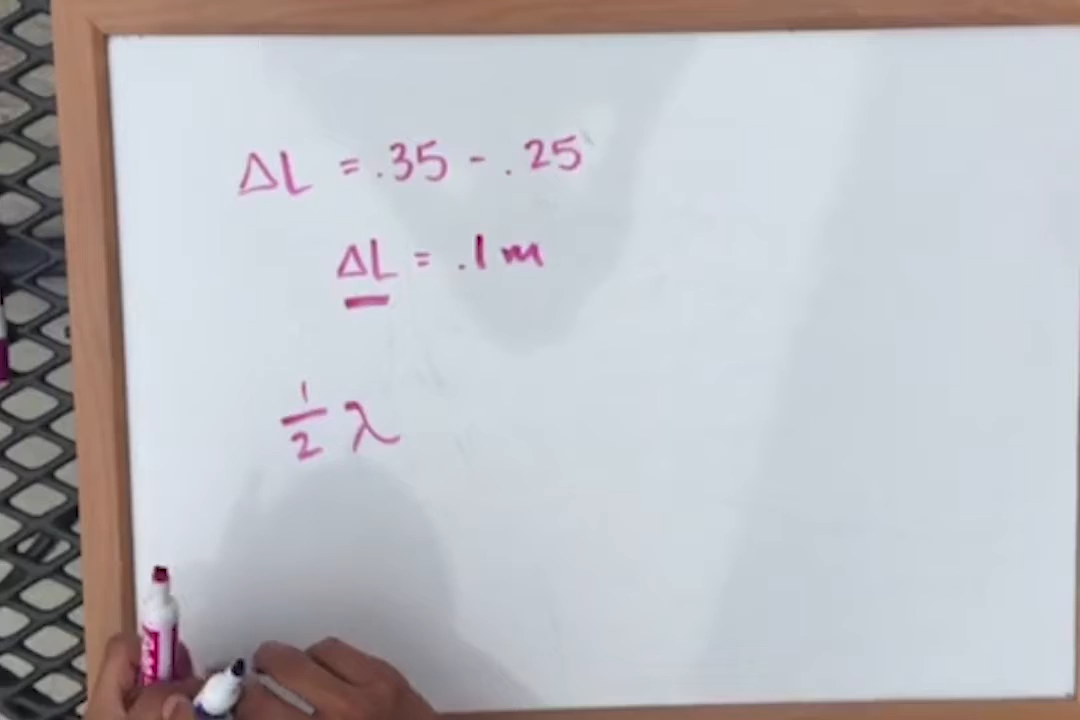 ΔL = .35 - .25
ΔL = .1 m
1/2 λ